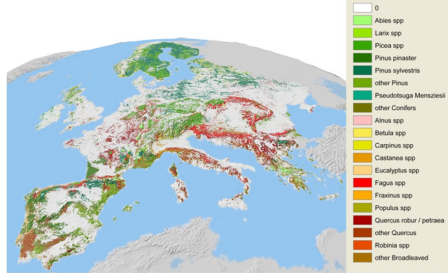 0
Abies spp
Larix spp
Picea spp
Pinus pinaster
Pinus sylvestris
other Pinus
Pseudotsuga Mensziesii
other Conifers
Alnus spp
Betula spp
Carpinus spp
Castanea spp
Eucalyptus spp
Fagus spp
Fraxinus spp
Populus spp
Quercus robur / petraea
other Quercus
Robinia spp
other Broadleaved